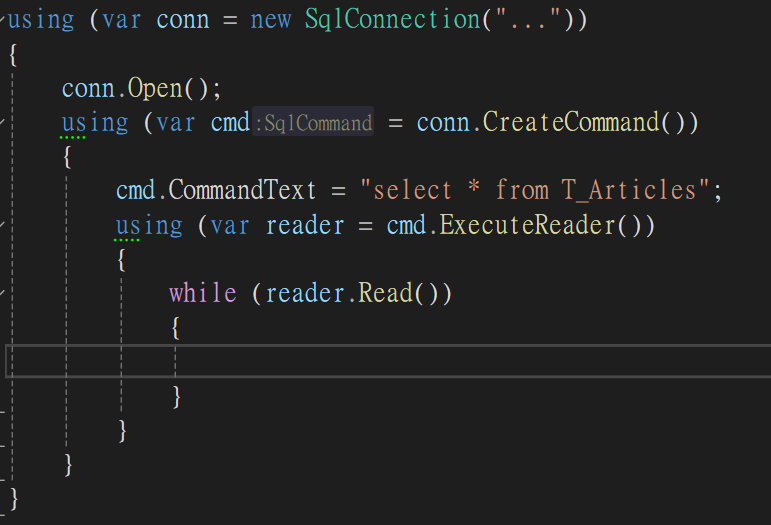 using (var conn = new SqlConnection("..."))
{
conn.Open();
using (var cmd:SqlCommand = conn.CreateCommand())
{
cmd.CommandText = "select * from T_Articles";
using (var reader = cmd.ExecuteReader())
{
while (reader.Read())
{
}
}
}
}